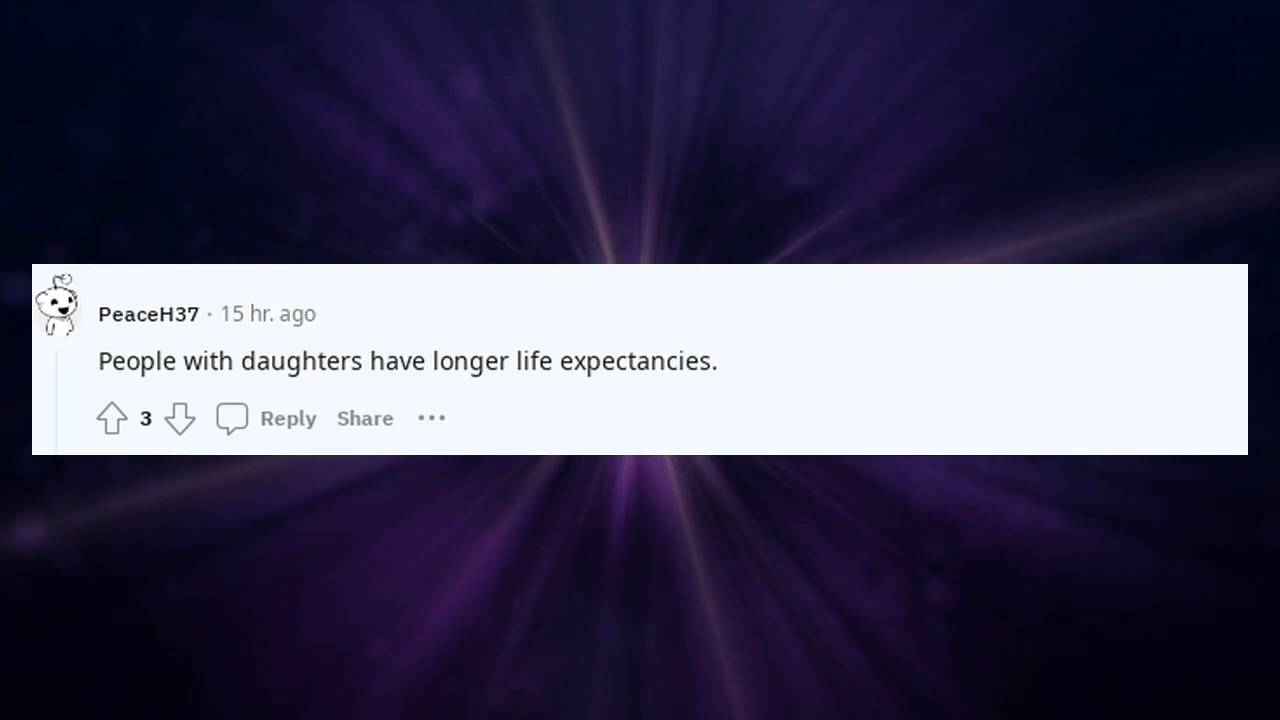 PeaceH37 · 15 hr. ago
People with daughters have longer life expectancies.
3 Reply Share ···